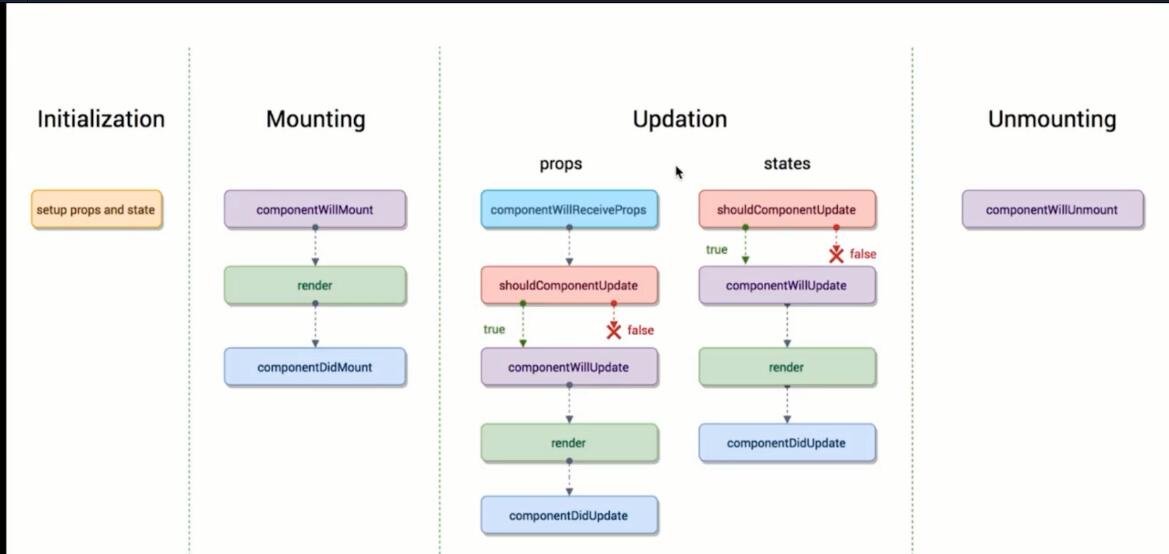 Initialization
setup props and state
Mounting
componentWillMount
render
componentDidMount
Updation
props
componentWillReceiveProps
shouldComponentUpdate
true
false
componentWillUpdate
render
componentDidUpdate
states
shouldComponentUpdate
true
false
componentWillUpdate
render
componentDidUpdate
Unmounting
componentWillUnmount